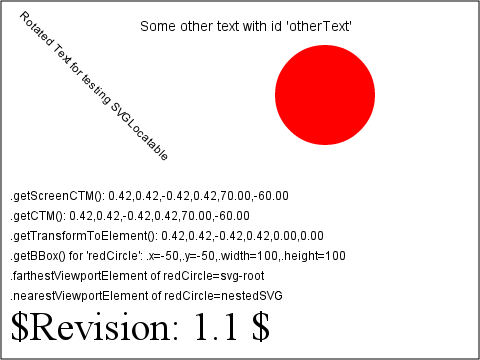 Some other text with id 'otherText'
Rotated Text for testing SVGLocatable
.getScreenCTM(): 0.42,0.42,-0.42,0.42,70.00,-60.00
.getCTM(): 0.42,0.42,-0.42,0.42,70.00,-60.00
.getTransformToElement(): 0.42,0.42,-0.42,0.42,0.00,0.00
.getBBox() for 'redCircle': .x=-50,.y=-50,.width=100,.height=100
.farthestViewportElement of redCircle=svg-root
.nearestViewportElement of redCircle=nestedSVG
$Revision: 1.1 $